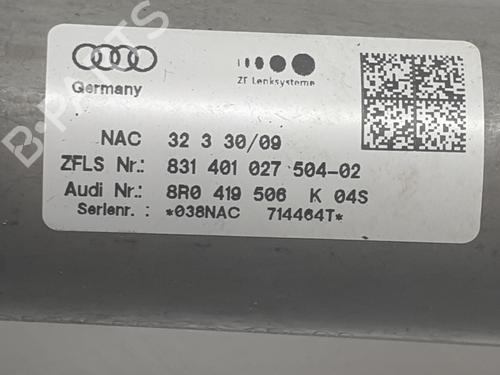 Germany
ZF Lenksysteme
NAC 32 3 30/09
ZFLS Nr.: 831 401 027 504-02
Audi Nr.: 8R0 419 506 K 04S
Serienr. : *038NAC 714464T*
B-PARTS